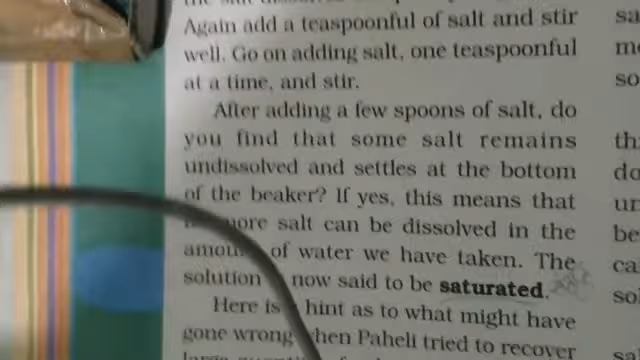 Again add a teaspoonful of salt and stir
well. Go on adding salt, one teaspoonful
at a time, and stir.
After adding a few spoons of salt, do
you find that some salt remains
undissolved and settles at the bottom
of the beaker? If yes, this means that
more salt can be dissolved in the
of water we have taken. The
solution now said to be saturated.
Here is hint as to what might have
gone wrong when Paheli tried to recover